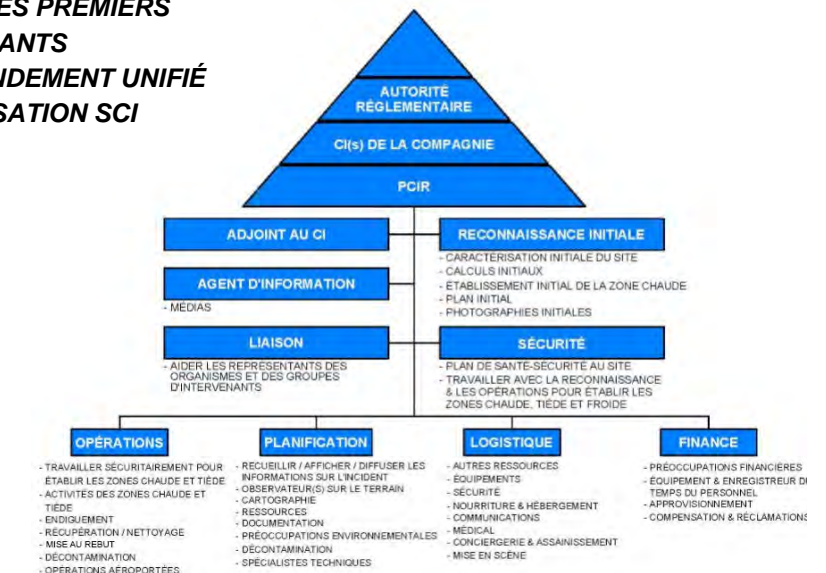 ES PREMIERS
ANTS
NDEMENT UNIFIÉ
SATION SCI
AUTORITÉ
RÉGLEMENTAIRE
CI(s) DE LA COMPAGNIE
PCIR
ADJOINT AU CI
RECONNAISSANCE INITIALE
- CARACTÉRISATION INITIALE DU SITE
- CALCULS INITIAUX
- ÉTABLISSEMENT INITIAL DE LA ZONE CHAUDE
- PLAN INITIAL
- PHOTOGRAPHIES INITIALES
AGENT D'INFORMATION
- MÉDIAS
LIAISON
- AIDER LES REPRÉSENTANTS DES
ORGANISMES ET DES GROUPES
D'INTERVENANTS
SÉCURITÉ
- PLAN DE SANTÉ-SÉCURITÉ AU SITE
- TRAVAILLER AVEC LA RECONNAISSANCE
& LES OPÉRATIONS POUR ÉTABLIR LES
ZONES CHAUDE, TIÈDE ET FROIDE
OPÉRATIONS
- TRAVAILLER SÉCURITAIREMENT POUR
ÉTABLIR LES ZONES CHAUDE ET TIÈDE
- ACTIVITÉS DES ZONES CHAUDE ET
TIÈDE
- ENDIGUEMENT
- RÉCUPÉRATION / NETTOYAGE
- MISE AU REBUT
- DÉCONTAMINATION
- OPÉRATIONS AÉROPORTÉES
PLANIFICATION
- RECUEILLIR / AFFICHER / DIFFUSER LES
INFORMATIONS SUR L'INCIDENT
- OBSERVATEUR(S) SUR LE TERRAIN
- CARTOGRAPHIE
- RESSOURCES
- DOCUMENTATION
- PRÉOCCUPATIONS ENVIRONNEMENTALES
- DÉCONTAMINATION
- SPÉCIALISTES TECHNIQUES
LOGISTIQUE
- AUTRES RESSOURCES
- ÉQUIPEMENTS
- SÉCURITÉ
- NOURRITURE & HÉBERGEMENT
- COMMUNICATIONS
- MÉDICAL
- CONCIERGERIE & ASSAINISSEMENT
- MISE EN SCÈNE
FINANCE
- PRÉOCCUPATIONS FINANCIÈRES
- ÉQUIPEMENT & ENREGISTREUR D
TEMPS DU PERSONNEL
- APPROVISIONNEMENT
- COMPENSATION & RÉCLAMATIONS